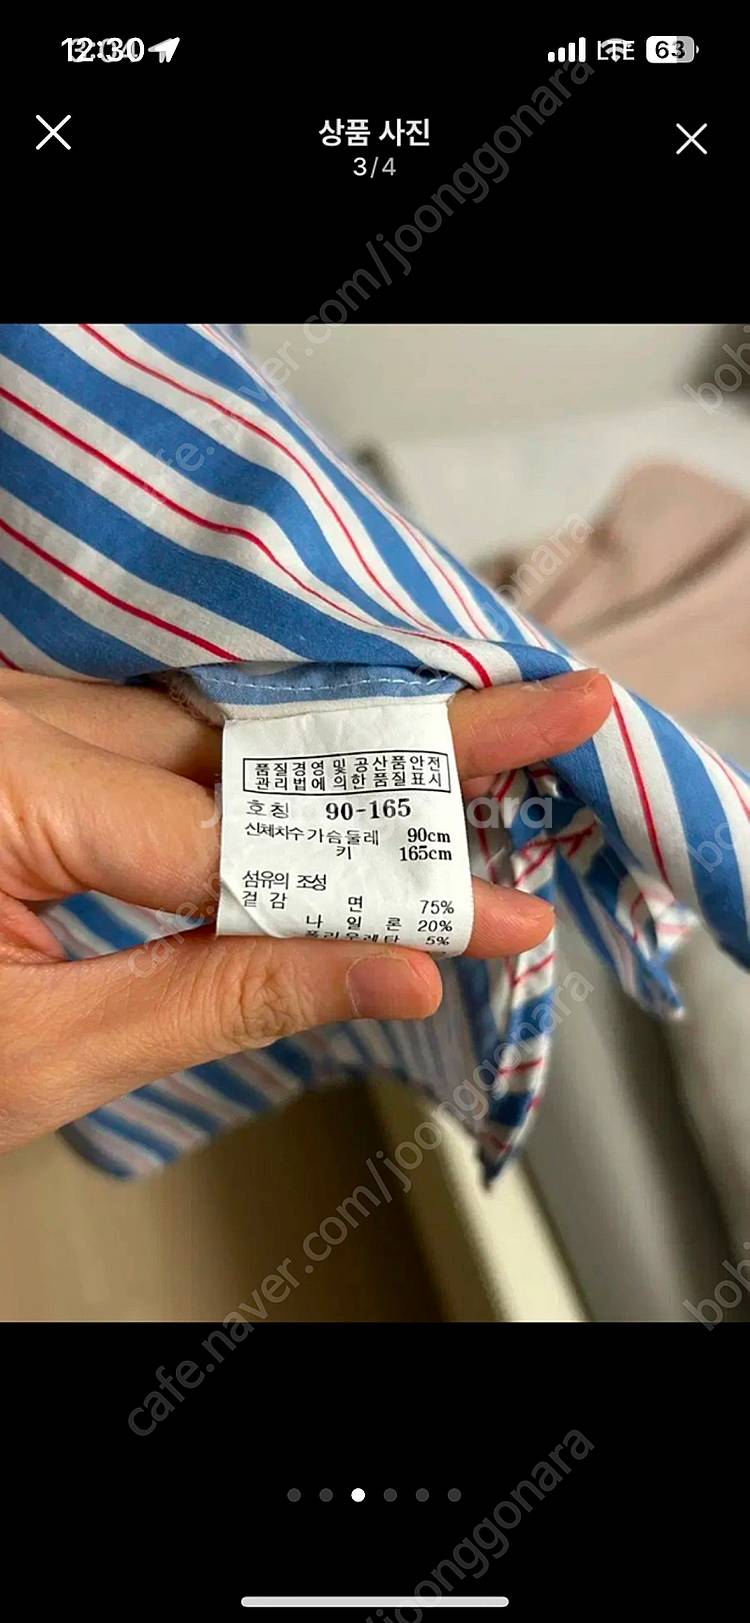 12:30
LTE 63
상품 사진
3/4
품질경영 및 공산품안전
관리법에 의한 품질표시
호칭 90-165
신체치수 가슴둘레 90cm
키 165cm
섬유의 조성
겉감 면 75%
나일론 20%
폴리우레탄 5%
cafe.naver.com/joonggonara
cafe.naver.com/joonggonara
joonggonara